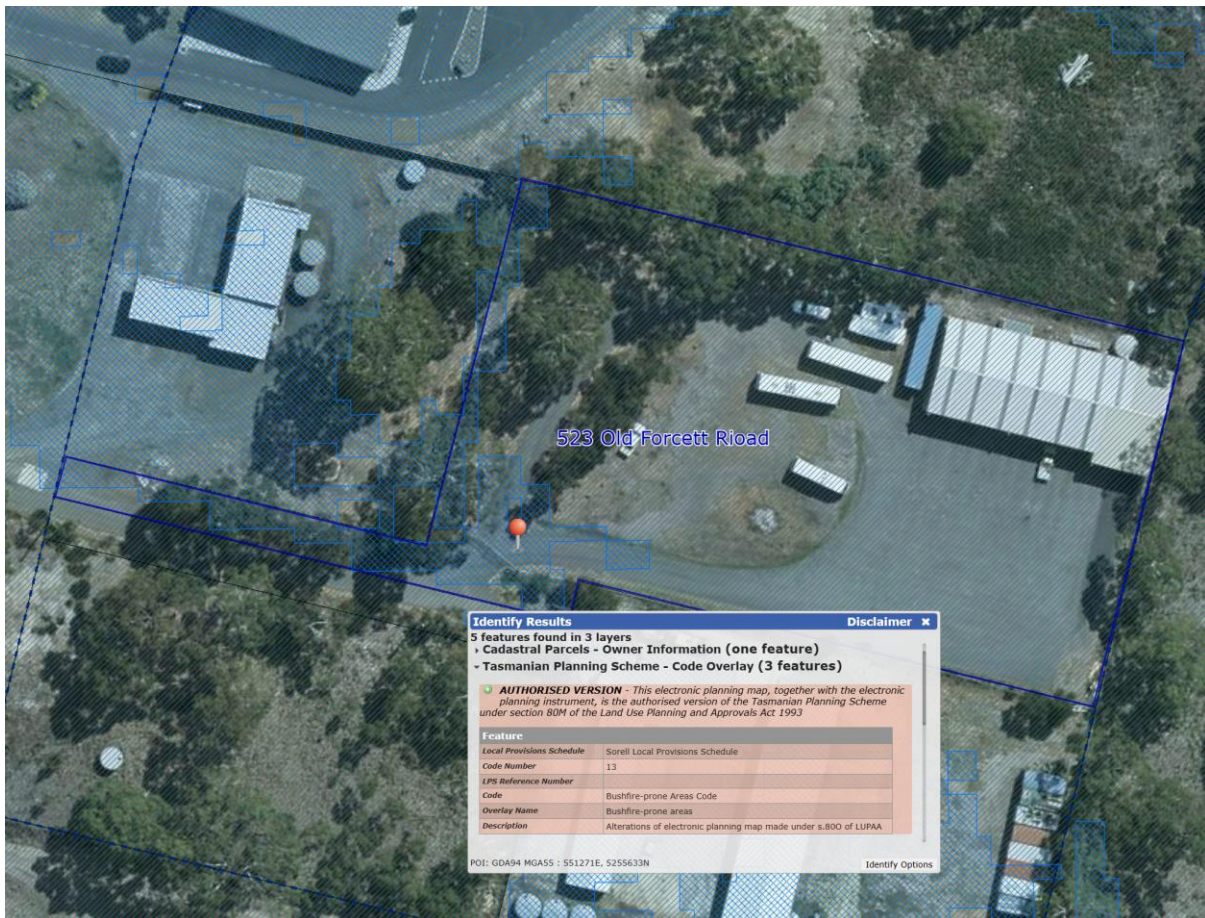 523 Old Forcett Rioad
Identify Results
Disclaimer ✖
5 features found in 3 layers
Cadastral Parcels - Owner Information (one feature)
Tasmanian Planning Scheme - Code Overlay (3 features)
AUTHORISED VERSION - This electronic planning map, together with the electronic
planning instrument, is the authorised version of the Tasmanian Planning Scheme
under section 80M of the Land Use Planning and Approvals Act 1993
Feature
Local Provisions Schedule Sorell Local Provisions Schedule
Code Number 13
LPS Reference Number
Code Bushfire-prone Areas Code
Overlay Name Bushfire-prone areas
Description Alterations of electronic planning map made under s.80O of LUPAA
POI: GDA94 MGA55 : 551271E, 5255633N
Identify Options